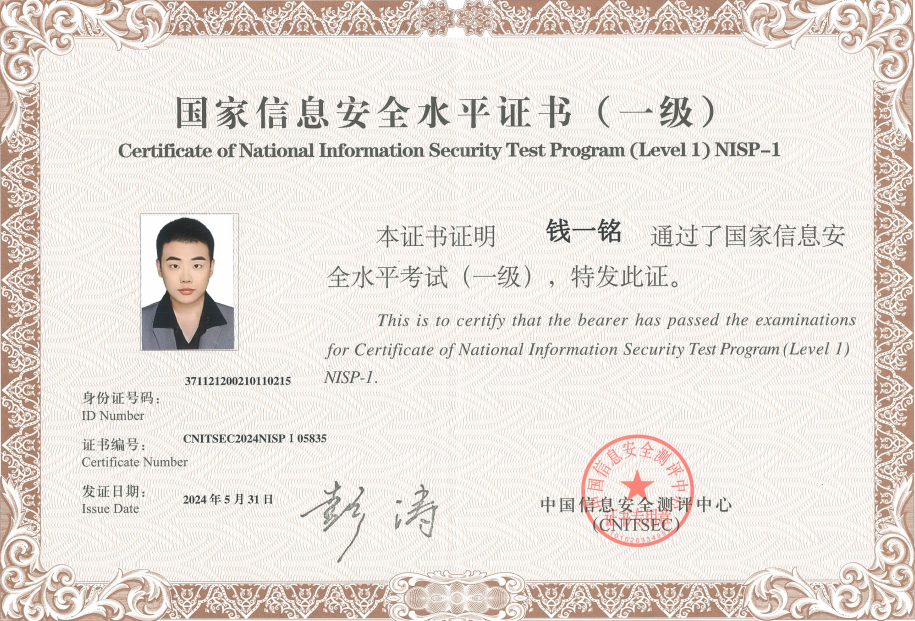 国家信息安全水平证书（一级）
Certificate of National Information Security Test Program (Level 1) NISP-1
本证书证明 钱一铭 通过了国家信息安
全水平考试（一级），特发此证。
This is to certify that the bearer has passed the examinations
for Certificate of National Information Security Test Program (Level 1)
NISP-1.
371121200210110215
身份证号码：
ID Number
CNITSEC2024NISP I 05835
证书编号：
Certificate Number
发证日期：
2024 年 5 月 31 日
Issue Date
彭涛
中国信息安全测评中心
证书专用章
中国信息安全测评中心
(CNITSEC)